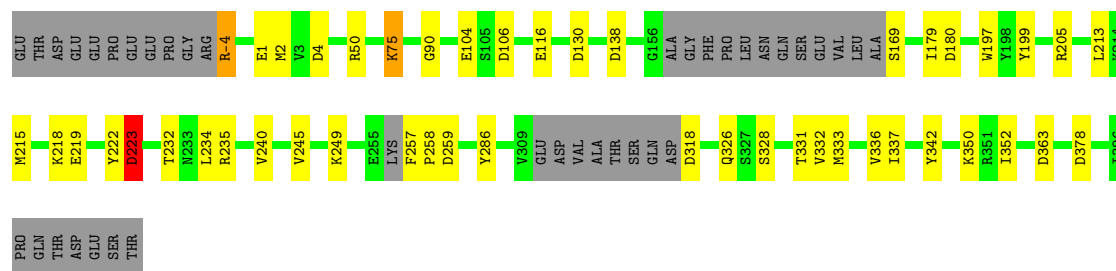 GLU THR ASP GLU GLU PRO GLU GLU PRO GLY ARG R-4 E1 M2 V3 D4 R50 K75 G90 E104 S105 D106 E116 D130 D138 G156 ALA GLY PHE PRO LEU ASN GLN SER GLU VAL LEU ALA S169 I179 D180 W197 Y198 Y199 R205 L213
M215 K218 E219 Y222 D223 T232 N233 L234 R235 V240 V245 K249 E255 LYS F257 P258 D259 Y286 V309 GLU ASP VAL ALA THR SER GLN ASP D318 Q326 S327 S328 T331 V332 M333 V336 I337 Y342 K350 R351 I352 D363 D378
PRO GLN THR ASP GLU SER THR